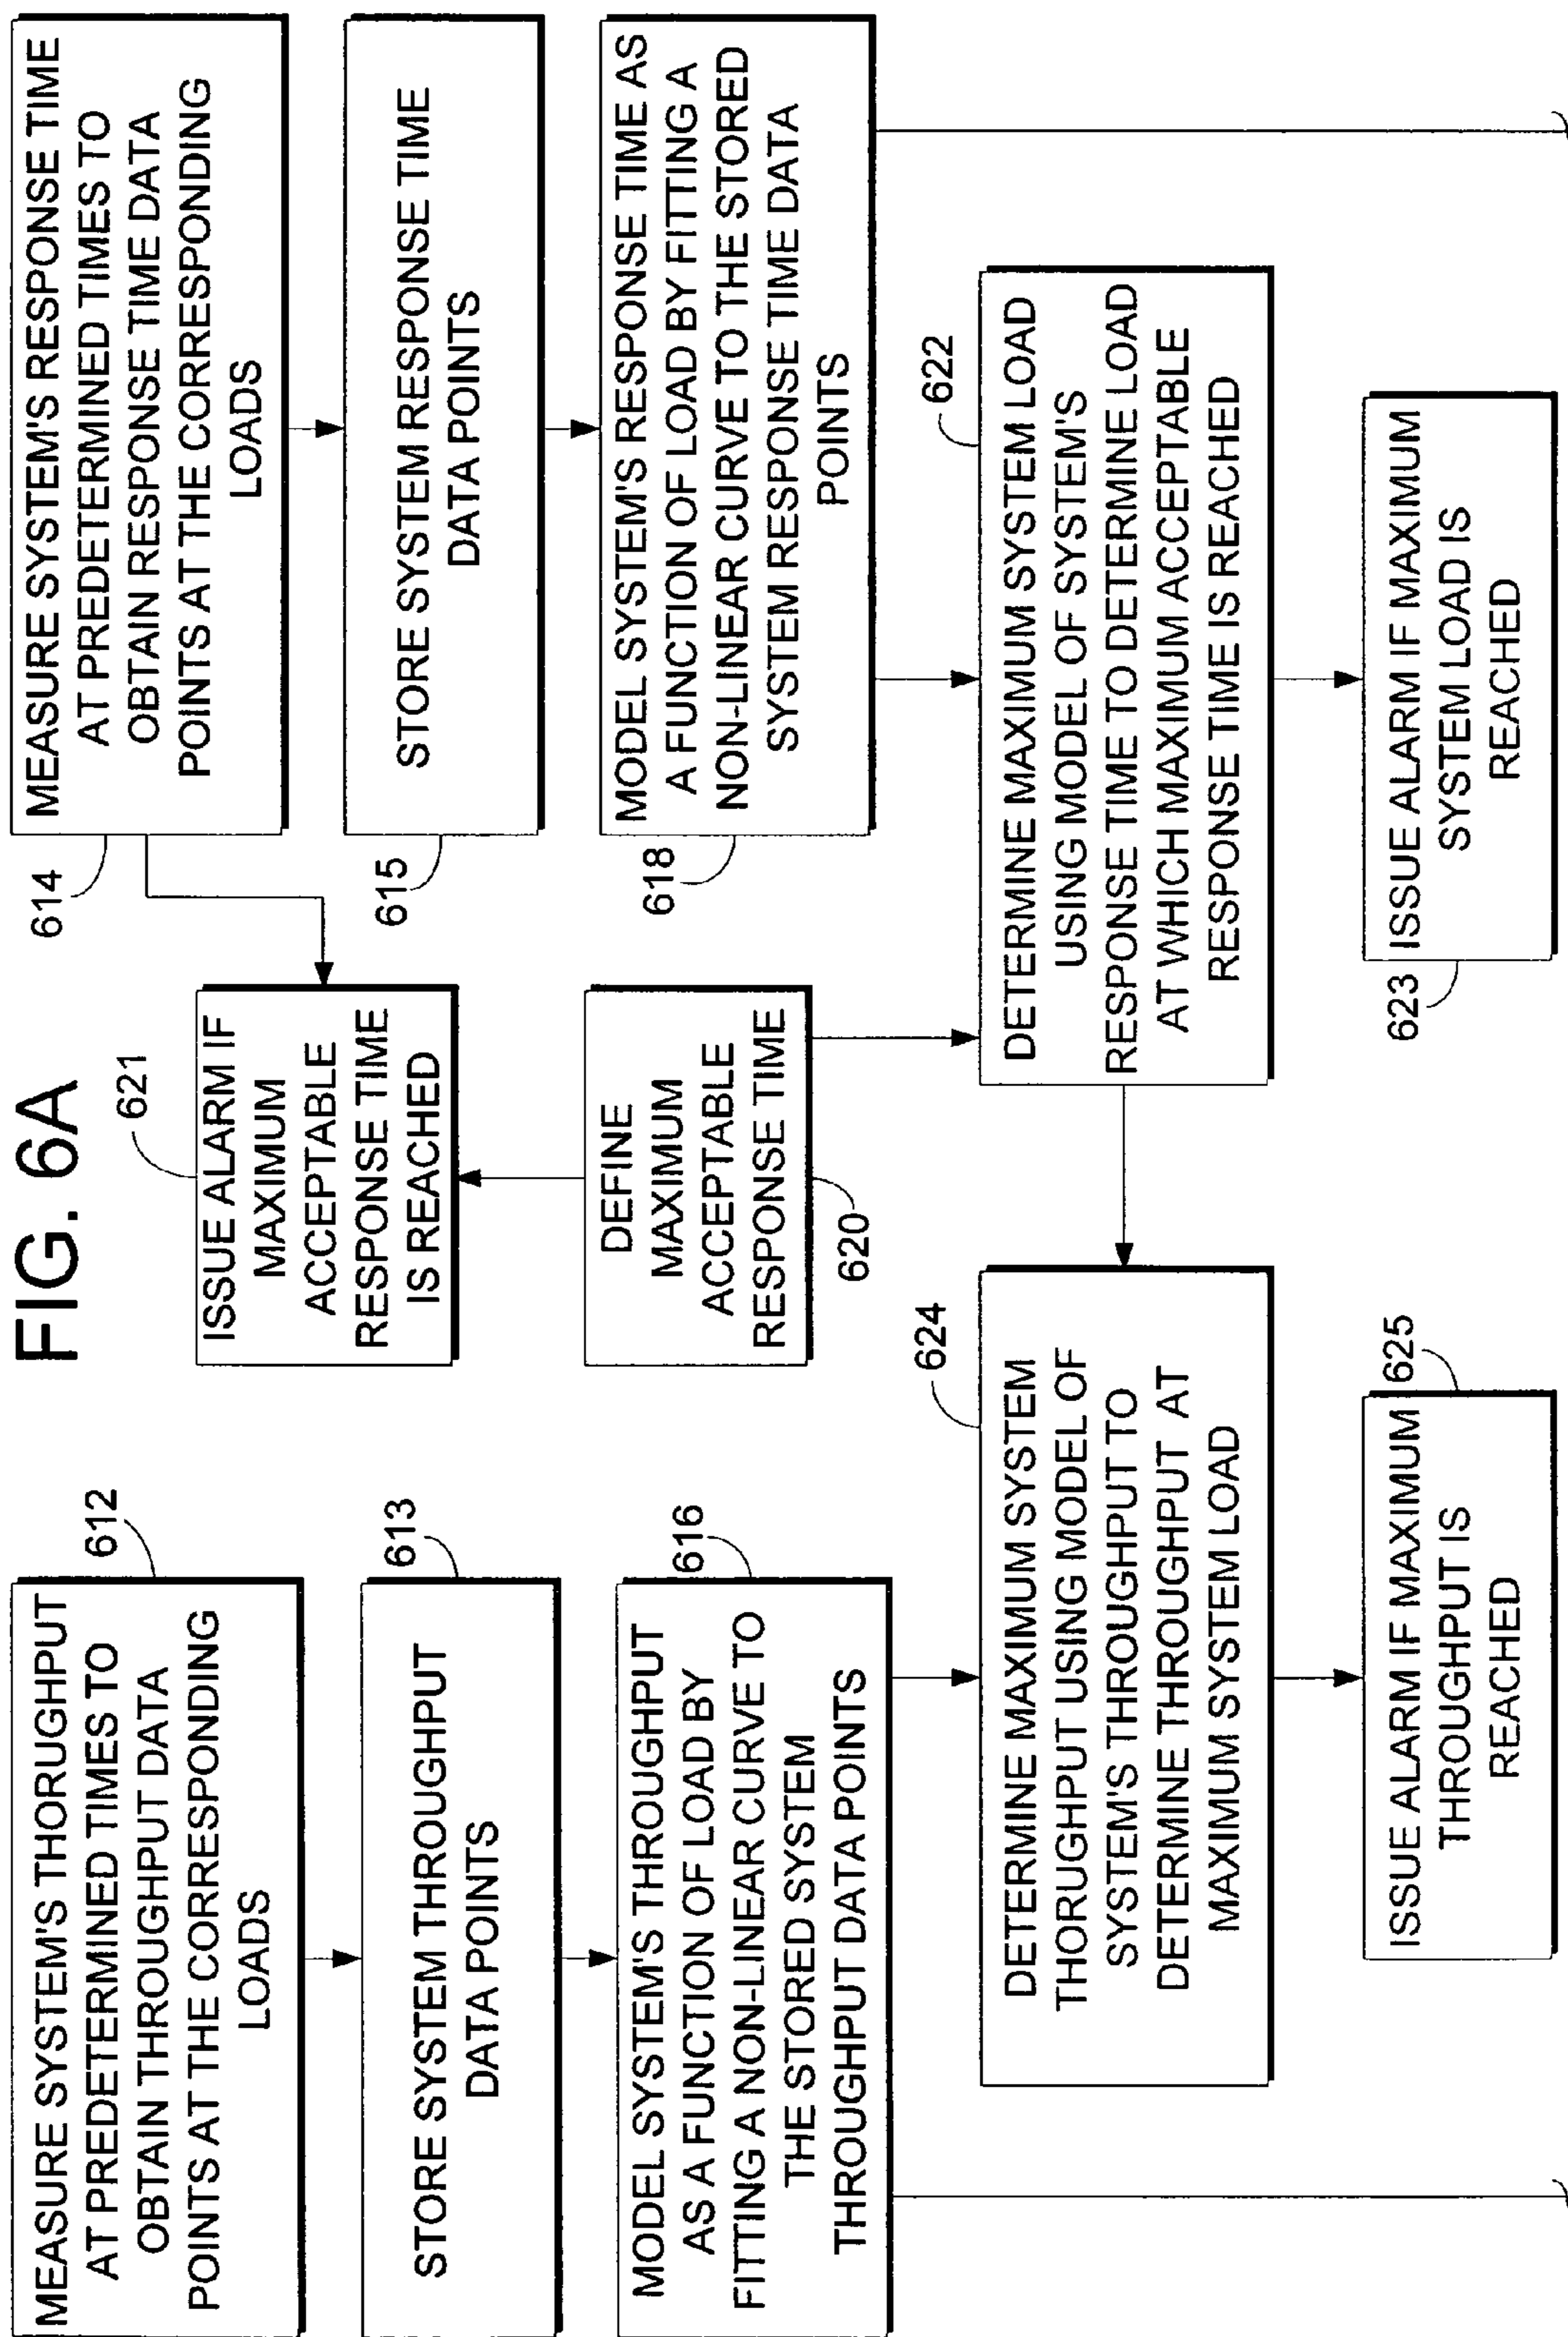 FIG. 6A
MEASURE SYSTEM'S THORUGHPUT
AT PREDETERMINED TIMES TO
OBTAIN THROUGHPUT DATA
POINTS AT THE CORRESPONDING
LOADS
612
STORE SYSTEM THROUGHPUT
DATA POINTS
613
MODEL SYSTEM'S THROUGHPUT
AS A FUNCTION OF LOAD BY
FITTING A NON-LINEAR CURVE TO
THE STORED SYSTEM
THROUGHPUT DATA POINTS
616
621
ISSUE ALARM IF
MAXIMUM
ACCEPTABLE
RESPONSE TIME
IS REACHED
DEFINE
MAXIMUM
ACCEPTABLE
RESPONSE TIME
620
614
MEASURE SYSTEM'S RESPONSE TIME
AT PREDETERMINED TIMES TO
OBTAIN RESPONSE TIME DATA
POINTS AT THE CORRESPONDING
LOADS
615
STORE SYSTEM RESPONSE TIME
DATA POINTS
618
MODEL SYSTEM'S RESPONSE TIME AS
A FUNCTION OF LOAD BY FITTING A
NON-LINEAR CURVE TO THE STORED
SYSTEM RESPONSE TIME DATA
POINTS
624
DETERMINE MAXIMUM SYSTEM
THORUGHPUT USING MODEL OF
SYSTEM'S THROUGHPUT TO
DETERMINE THROUGHPUT AT
MAXIMUM SYSTEM LOAD
622
DETERMINE MAXIMUM SYSTEM LOAD
USING MODEL OF SYSTEM'S
RESPONSE TIME TO DETERMINE LOAD
AT WHICH MAXIMUM ACCEPTABLE
RESPONSE TIME IS REACHED
625
ISSUE ALARM IF MAXIMUM
THROUGHPUT IS
REACHED
623
ISSUE ALARM IF MAXIMUM
SYSTEM LOAD IS
REACHED